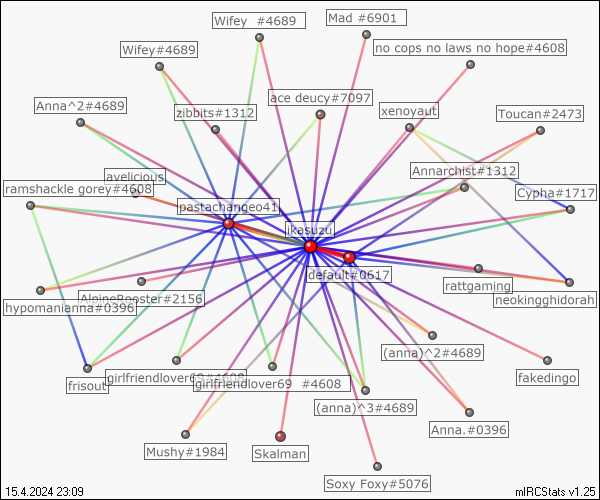 Wifey  #4689
Mad #6901
Wifey#4689
no cops no laws no hope#4608
Anna^2#4689
zibbits#1312
ace deucy#7097
xenoyaut
Toucan#2473
avelicious
Annarchist#1312
ramshackle gorey#4608
pastachangeo41
Cypha#1717
ikasuzu
default#0617
hypomanianna#0396
AlpineRooster#2156
rattgaming
neokingghidorah
(anna)^2#4689
frisout
girlfriendlover69#4608
girlfriendlover69  #4608
(anna)^3#4689
fakedingo
Anna.#0396
Mushy#1984
Skalman
Soxy Foxy#5076
15.4.2024 23:09
mIRCStats v1.25